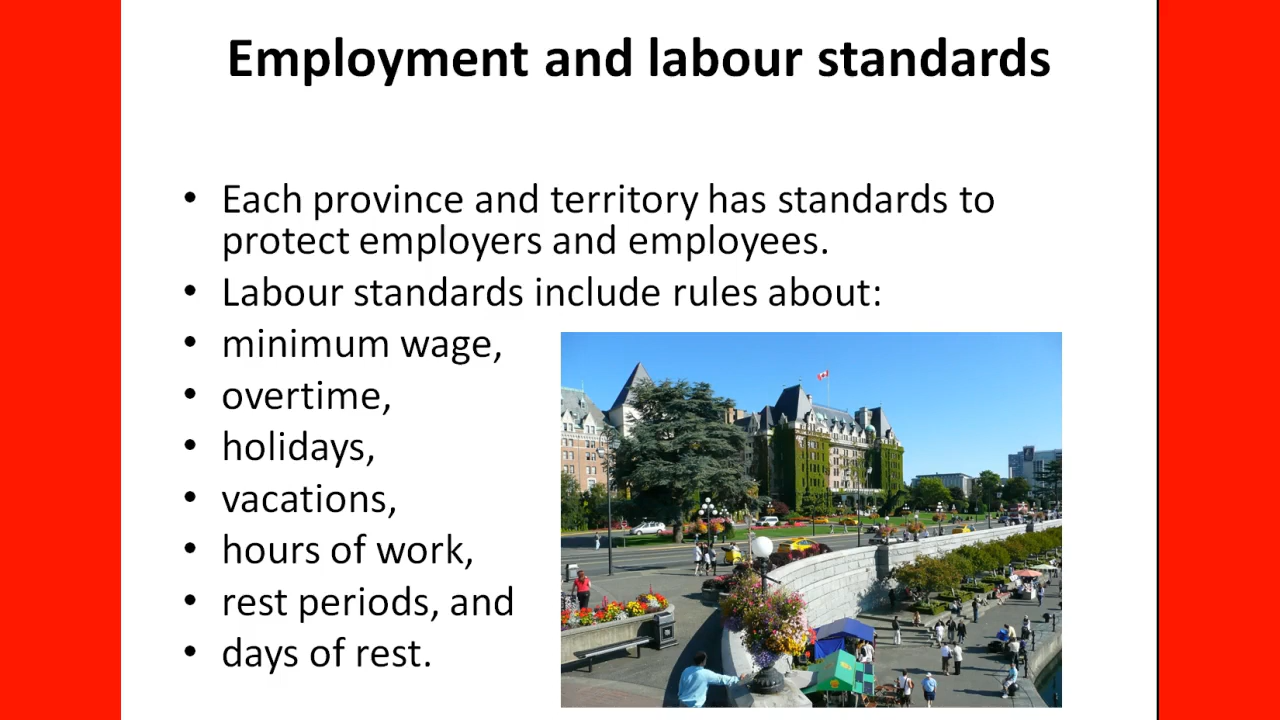 Employment and labour standards
• Each province and territory has standards to
protect employers and employees.
• Labour standards include rules about:
• minimum wage,
• overtime,
• holidays,
• vacations,
• hours of work,
• rest periods, and
• days of rest.